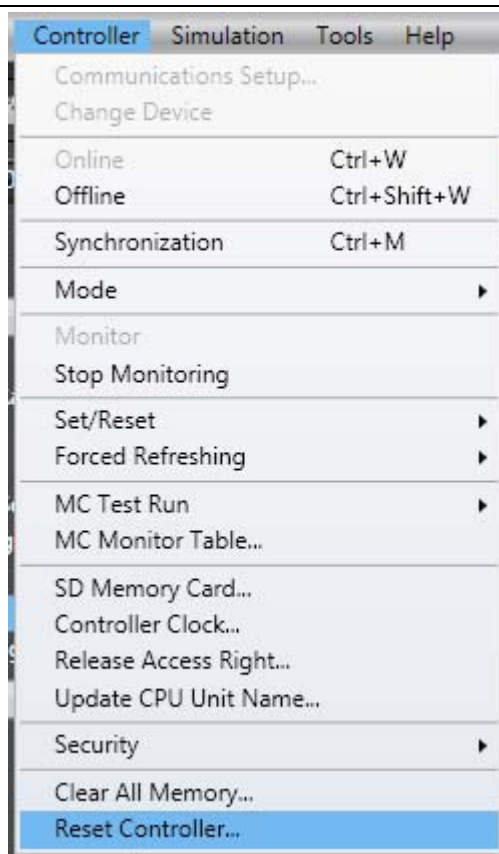 Controller Simulation Tools Help
Communications Setup...
Change Device
Online Ctrl+W
Offline Ctrl+Shift+W
Synchronization Ctrl+M
Mode
Monitor
Stop Monitoring
Set/Reset
Forced Refreshing
MC Test Run
MC Monitor Table...
SD Memory Card...
Controller Clock...
Release Access Right...
Update CPU Unit Name...
Security
Clear All Memory...
Reset Controller...